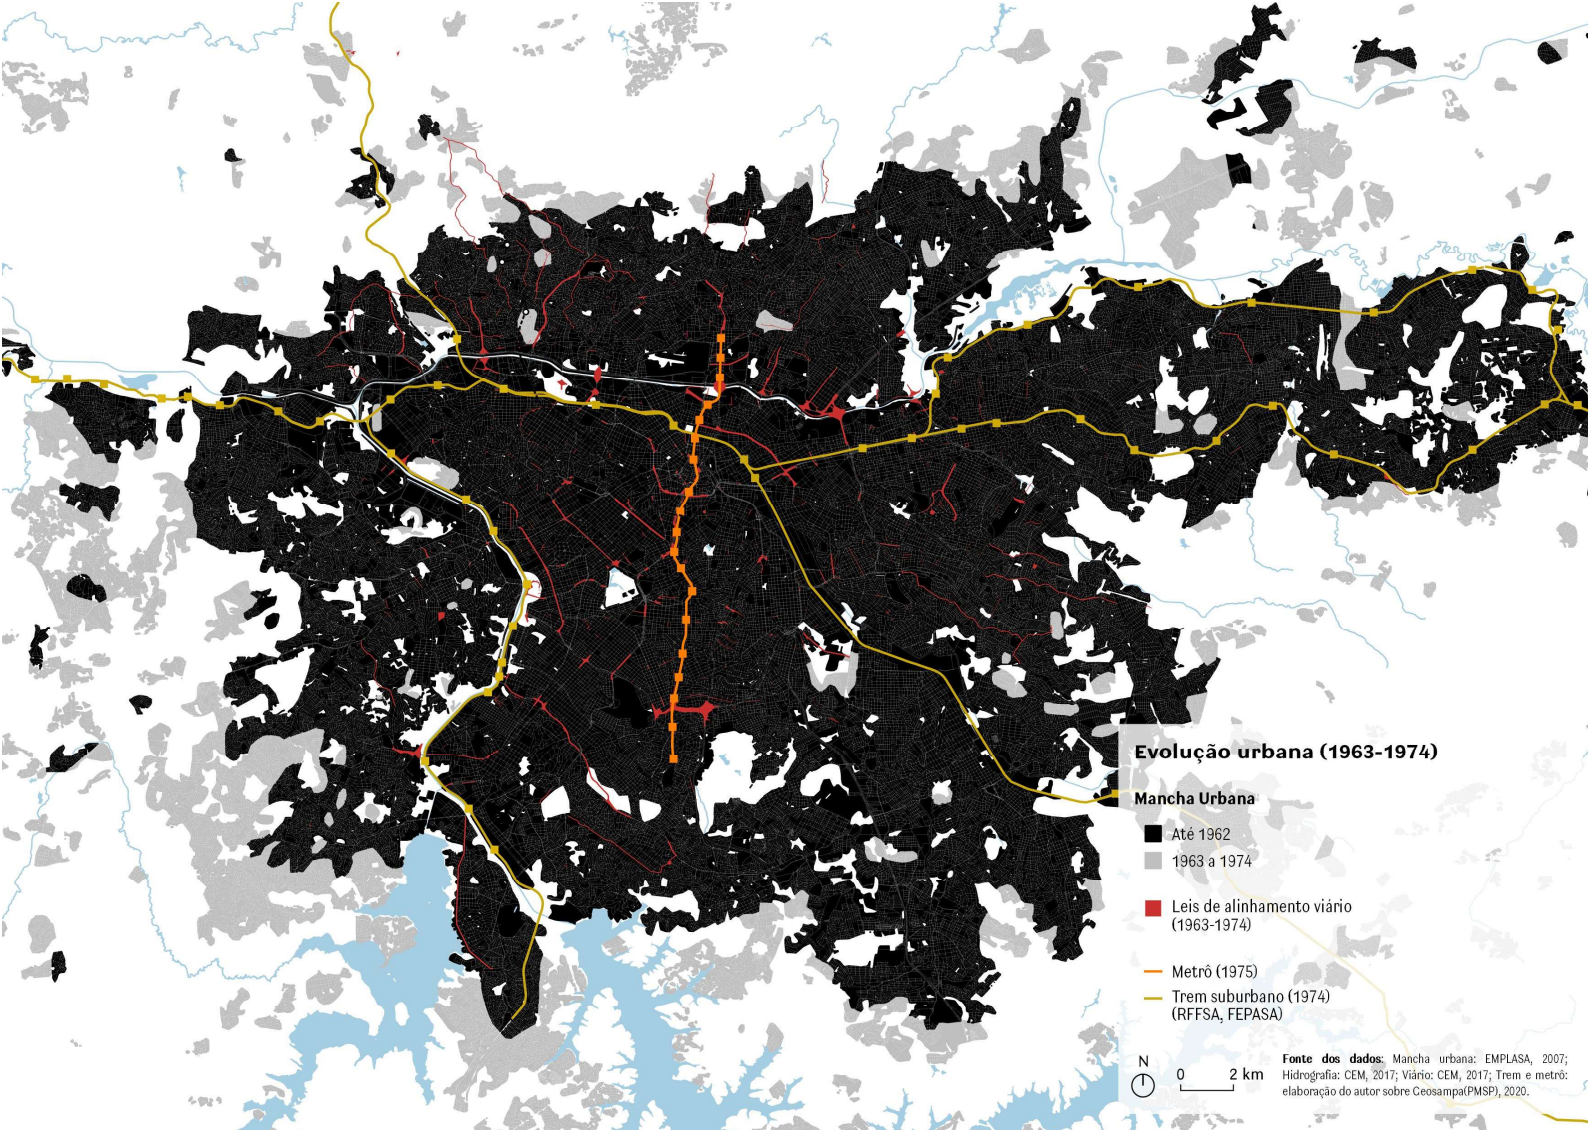 Evolução urbana (1963-1974)
Mancha Urbana
Até 1962
1963 a 1974
Leis de alinhamento viário
(1963-1974)
Metrô (1975)
Trem suburbano (1974)
(RFFSA, FEPASA)
N
0 2 km
Fonte dos dados: Mancha urbana: EMPLASA, 2007;
Hidrografia: CEM, 2017; Viário: CEM, 2017; Trem e metrô:
elaboração do autor sobre Geosampa(PMSP), 2020.